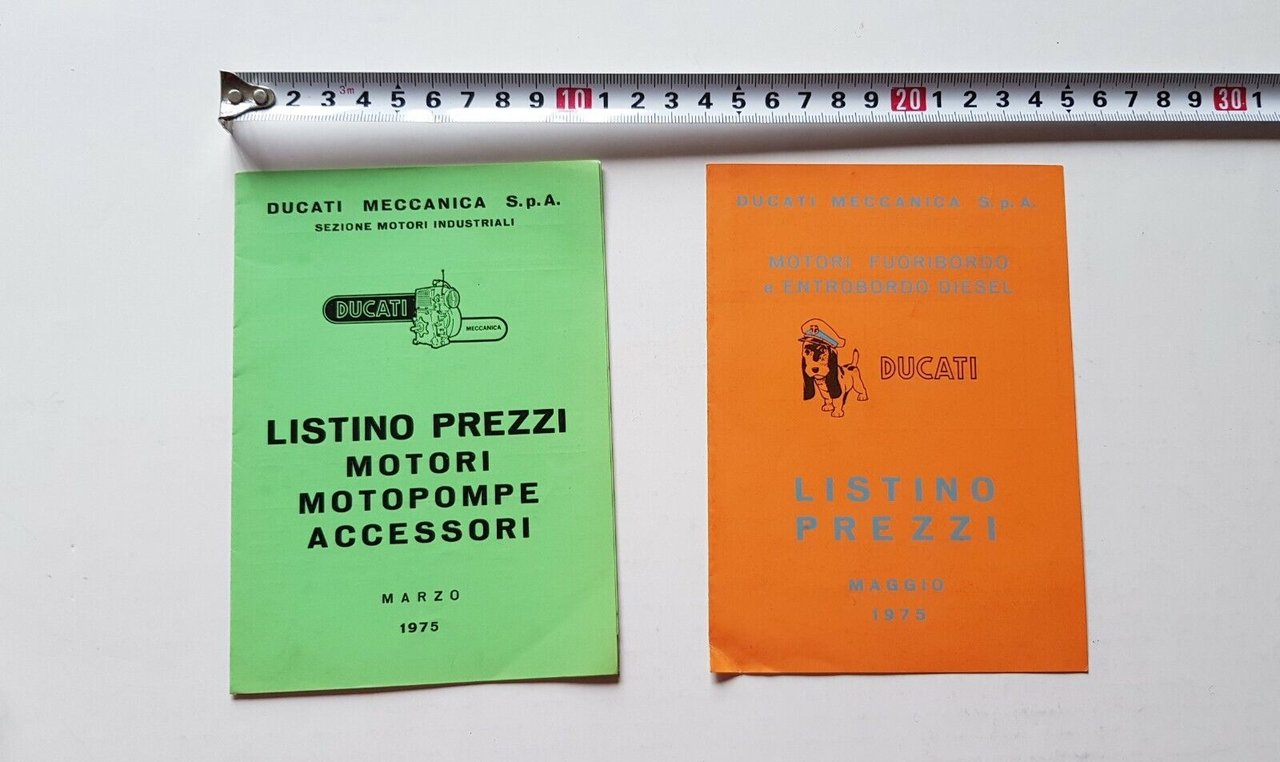 2 3 3m 4 5 6 7 8 9 10 1 2 3 4 5 6 7 8 9 20 1 2 3 4 5 6 7 8 9 30 1
DUCATI MECCANICA S.p.A.
SEZIONE MOTORI INDUSTRIALI
DUCATI
MECCANICA
LISTINO PREZZI
MOTORI
MOTOPOMPE
ACCESSORI
MARZO
1975
DUCATI MECCANICA S.p.A.
MOTORI FUORIBORDO
e ENTROBORDO DIESEL
DUCATI
LISTINO
PREZZI
MAGGIO
1975